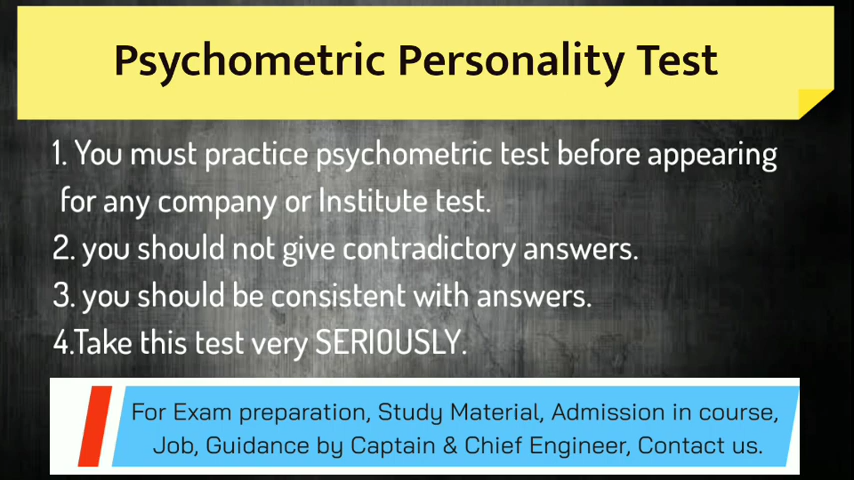 Psychometric Personality Test
1. You must practice psychometric test before appearing
for any company or Institute test.
2. you should not give contradictory answers.
3. you should be consistent with answers.
4.Take this test very SERIOUSLY.
For Exam preparation, Study Material, Admission in course,
Job, Guidance by Captain & Chief Engineer, Contact us.